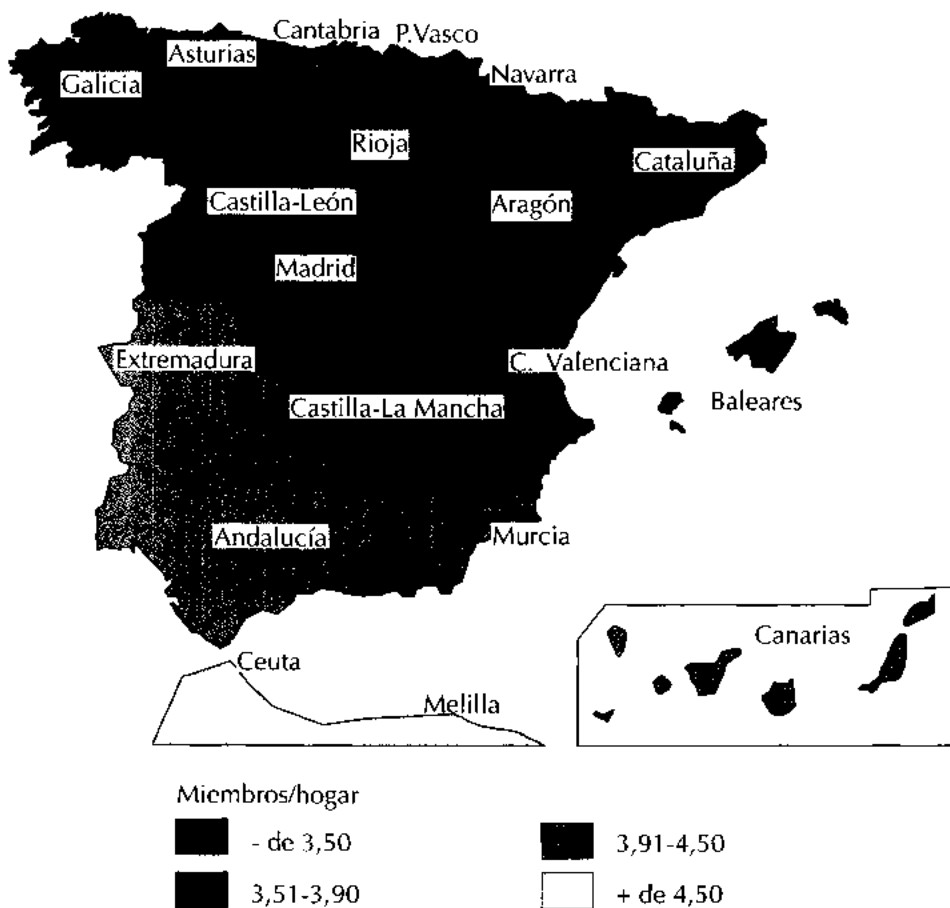 Cantabria P.Vasco
Asturias
Navarra
Galicia
Rioja
Cataluña
Castilla-León
Aragón
Madrid
Extremadura
C. Valenciana
Castilla-La Mancha
Baleares
Andalucía
Murcia
Canarias
Ceuta
Melilla
Miembros/hogar
- de 3,50
3,91-4,50
3,51-3,90
+ de 4,50